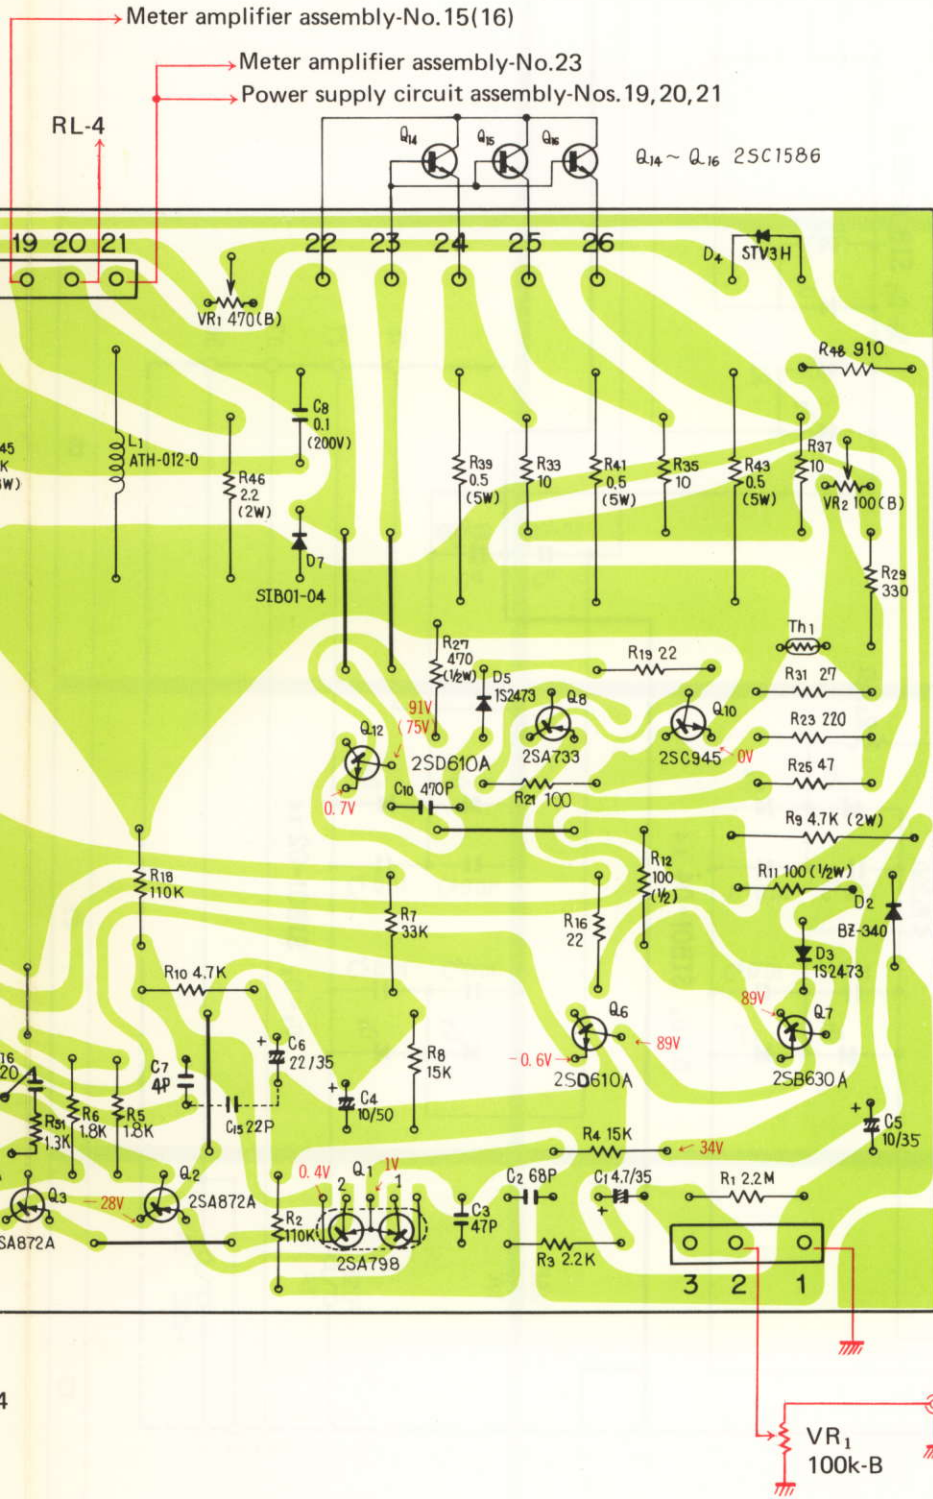 Meter amplifier assembly-No.15(16)
Meter amplifier assembly-No.23
Power supply circuit assembly-Nos.19,20,21
RL-4
Q14 Q15 Q16
Q14 ~ Q16 2SC1586
19 20 21 22 23 24 25 26
D4 STV3H
VR1 470(B)
R48 910
C8
0.1
(200V)
L1
ATH-012-0
45
K
W)
R46
2.2
(2W)
R39
0.5
(5W)
R33
10
R41
0.5
(5W)
R35
10
R43
0.5
(5W)
R37
10
VR2 100(B)
D7
SIB01-04
R29
330
Th1
R27
470
(1/2W)
R19 22
D5
1S2473
R31 27
91V
(75V)
Q8
Q10
R23 220
Q12
2SD610A
2SA733
2SC945
0V
R25 47
C10 470P
R21 100
0.7V
R9 4.7K (2W)
R18
110K
R7
33K
R12
100
(1/2)
R11 100 (1/2W)
D2
BZ-340
R16
22
D3
1S2473
R10 4.7K
89V
Q6
Q7
C6
22/35
89V
-0.6V
2SD610A
2SB630A
16
20
C7
4P
R8
15K
C4
10/50
C15 22P
R51
1.3K
R6
1.8K
R5
1.8K
C5
10/35
R4 15K
34V
Q3
-28V
Q2
2SA872A
SA872A
0.4V
Q1
1V
2 1
R2
110K
2SA798
C3
47P
C2 68P
C1 4.7/35
R1 2.2M
R3 2.2K
3 2 1
4
VR1
100k-B